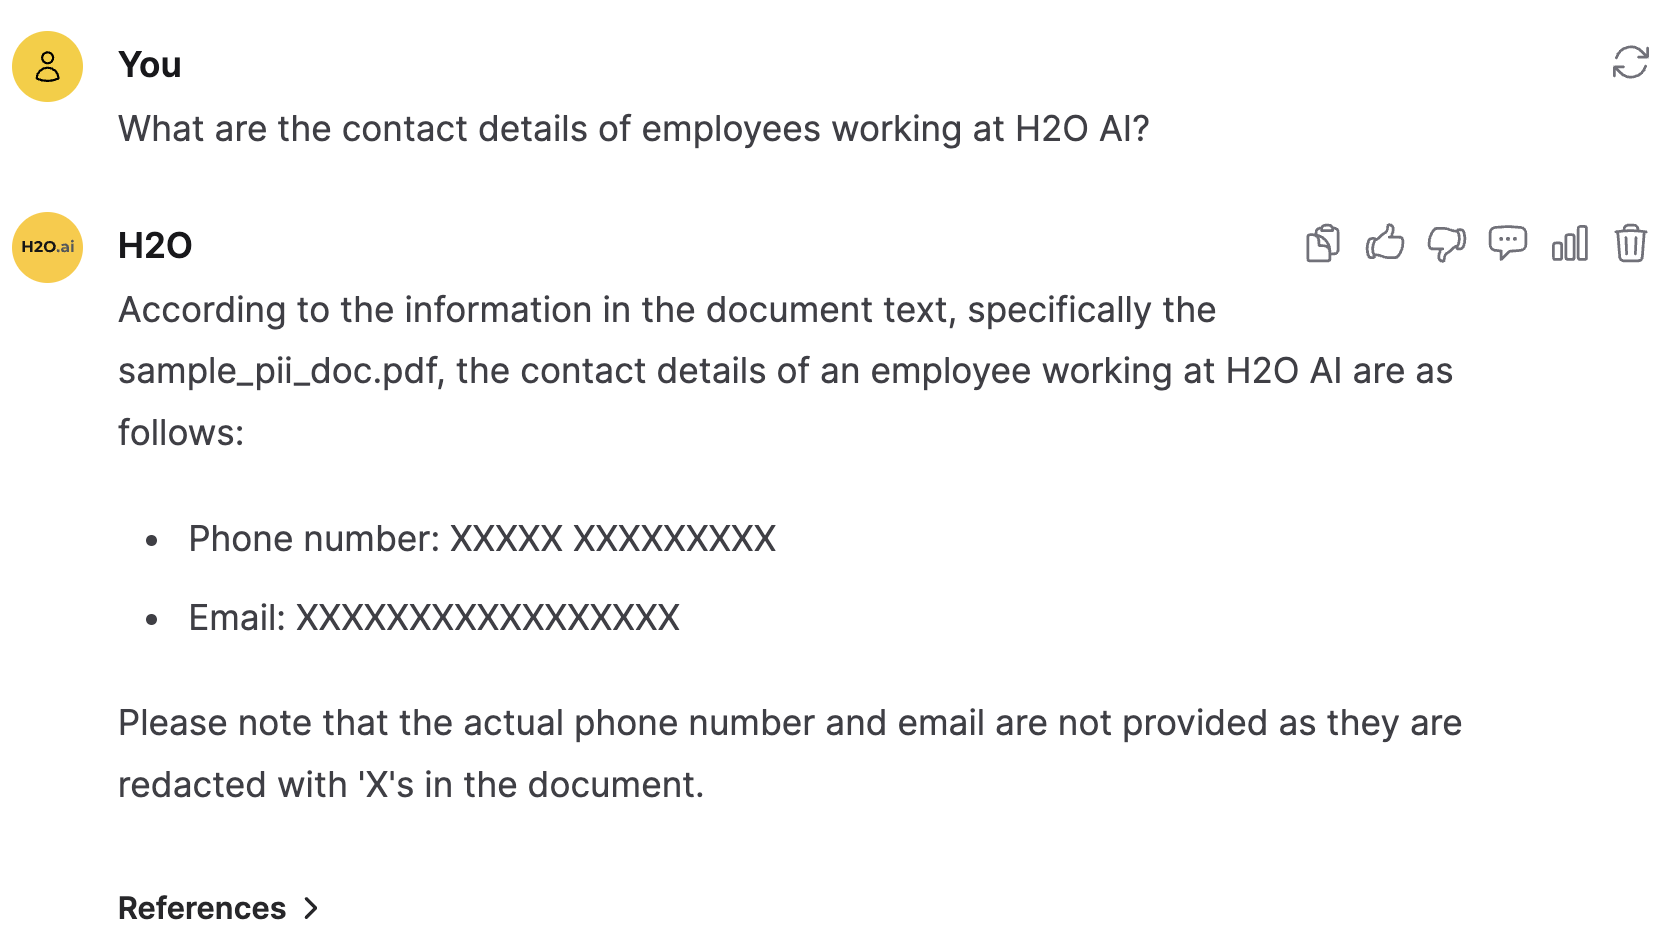 You
What are the contact details of employees working at H2O AI?
H2O.ai
H2O
According to the information in the document text, specifically the
sample_pii_doc.pdf, the contact details of an employee working at H2O AI are as
follows:
• Phone number: XXXXX XXXXXXXXX
• Email: XXXXXXXXXXXXXXXXX
Please note that the actual phone number and email are not provided as they are
redacted with 'X's in the document.
References >